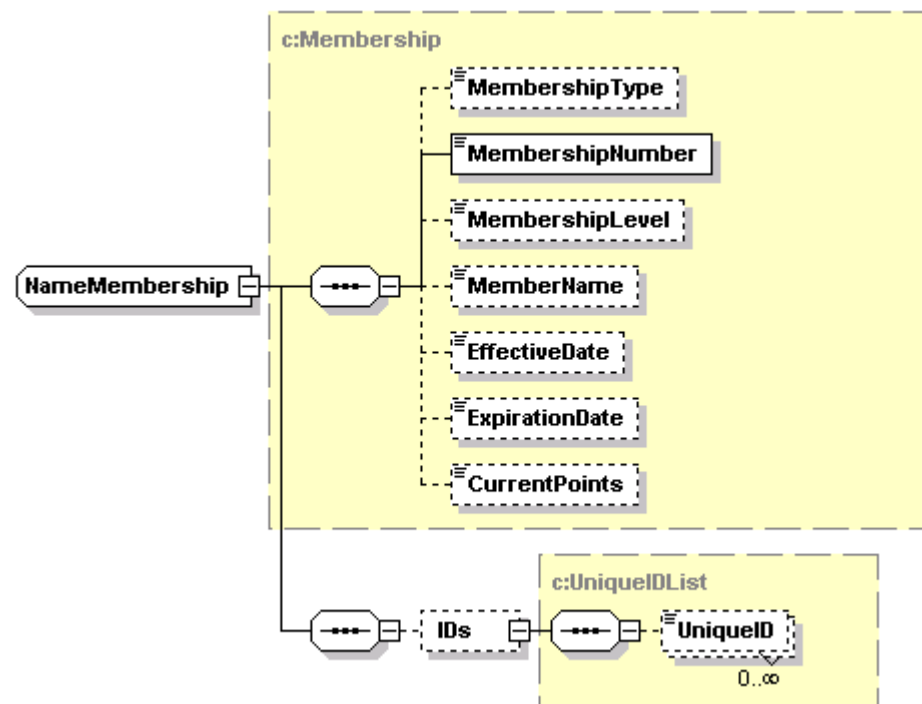 c:Membership
MembershipType
MembershipNumber
MembershipLevel
NameMembership
MemberName
EffectiveDate
ExpirationDate
CurrentPoints
c:UniqueIDList
IDs
UniqueID
0..∞